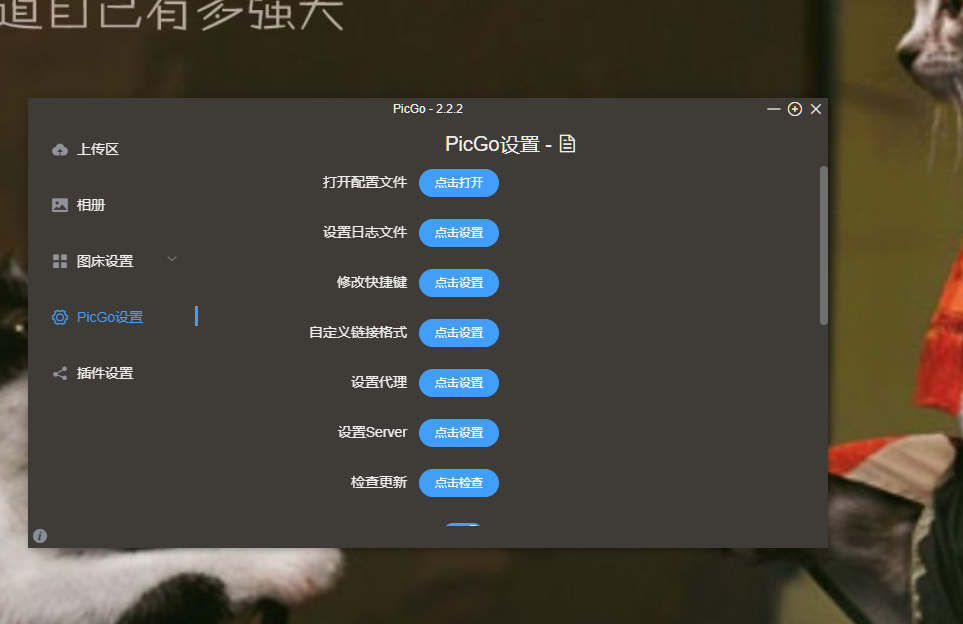 道自己有多强大
PicGo - 2.2.2
PicGo设置 -
上传区
相册
图床设置
PicGo设置
插件设置
打开配置文件 点击打开
设置日志文件 点击设置
修改快捷键 点击设置
自定义链接格式 点击设置
设置代理 点击设置
设置Server 点击设置
检查更新 点击检查